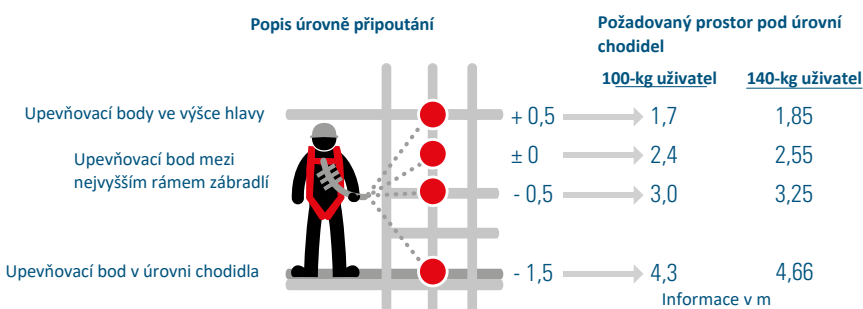 Popis úrovně připoutání
Požadovaný prostor pod úrovní
chodidel
100-kg uživatel 140-kg uživatel
Upevňovací body ve výšce hlavy + 0,5 1,7 1,85
Upevňovací bod mezi
nejvyšším rámem zábradlí
± 0 2,4 2,55
- 0,5 3,0 3,25
Upevňovací bod v úrovni chodidla - 1,5 4,3 4,66
Informace v m